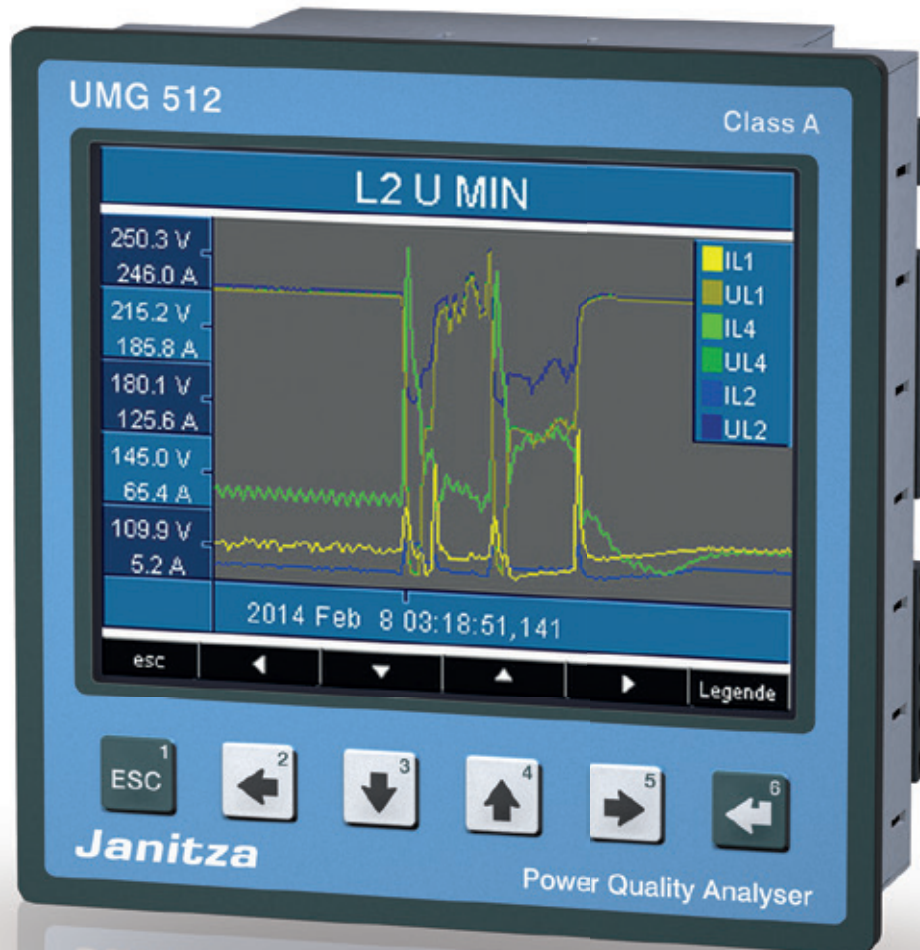 UMG 512
Class A
L2 U MIN
250.3 V
246.0 A
215.2 V
185.8 A
180.1 V
125.6 A
145.0 V
65.4 A
109.9 V
5.2 A
IL1
UL1
IL4
UL4
IL2
UL2
2014 Feb 8 03:18:51,141
esc
Legende
ESC 1
2
3
4
5
6
Janitza
Power Quality Analyser